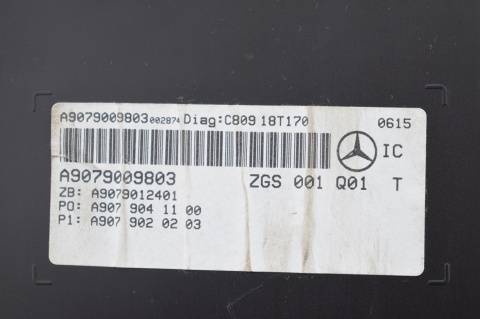 A9079009803002874 Diag:C809 18T170 0615
IC
A9079009803 ZGS 001 Q01 T
ZB: A9079012401
PO: A907 904 11 00
P1: A907 902 02 03